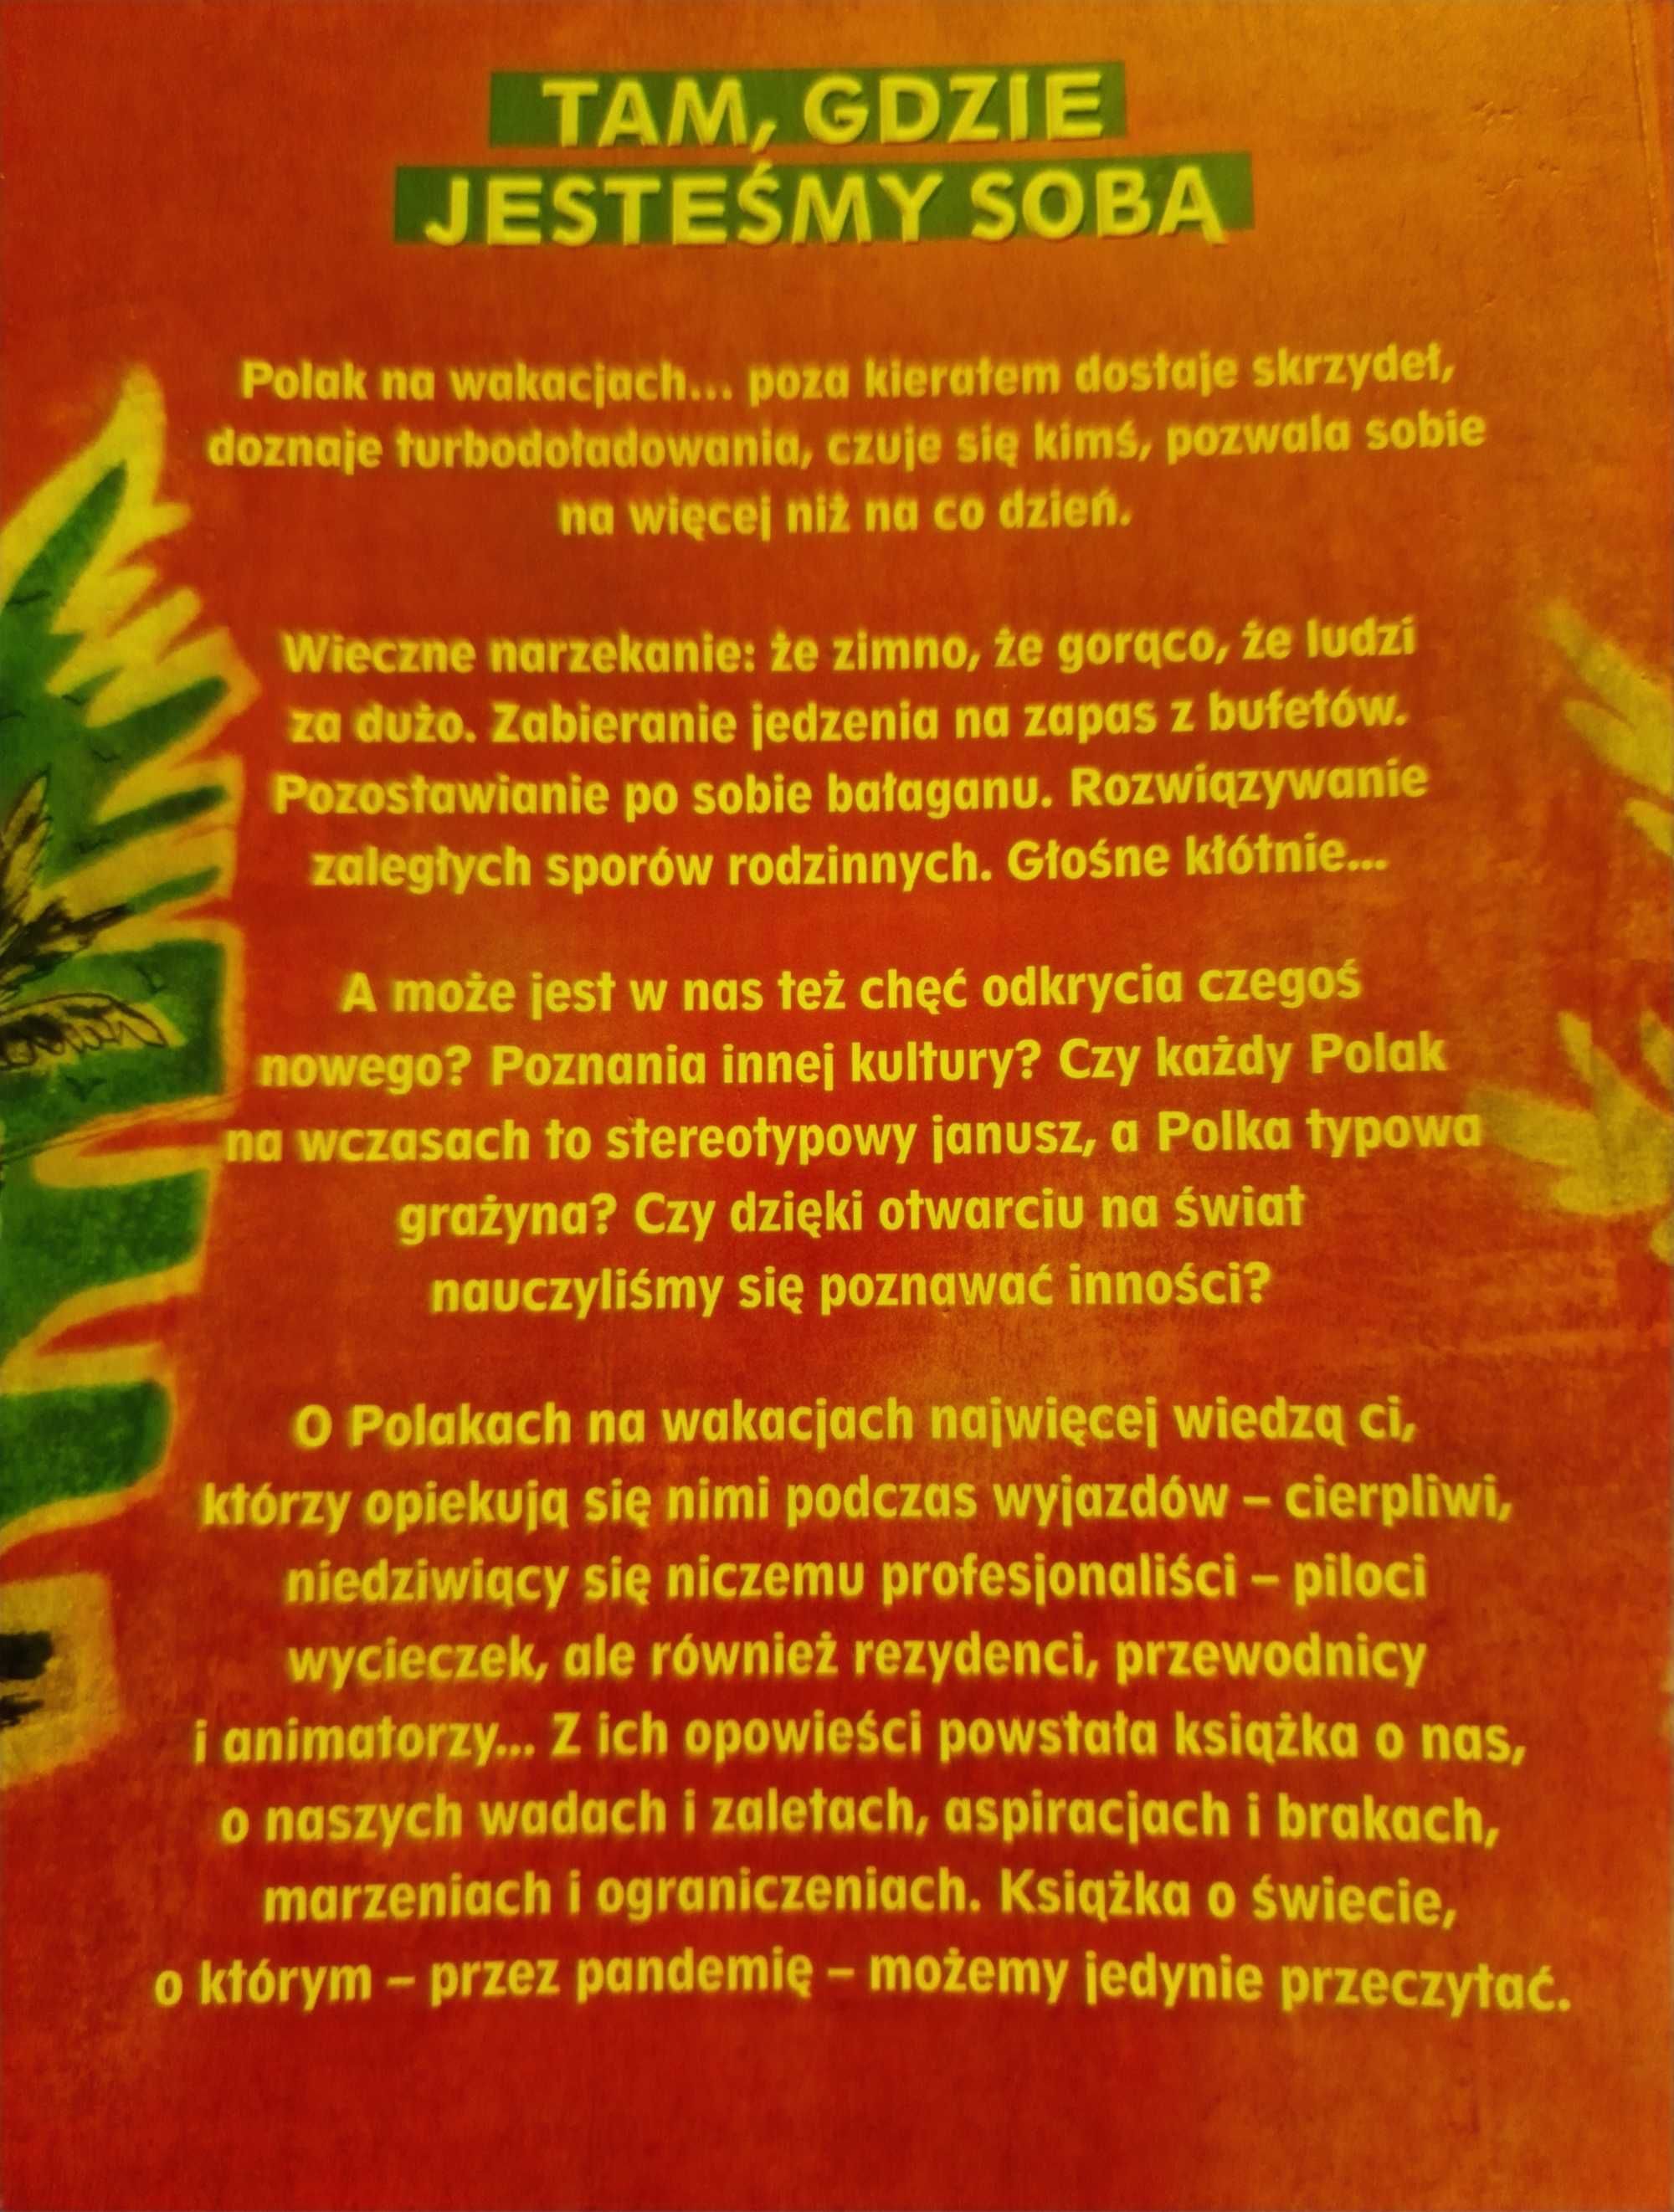 TAM, GDZIE
JESTEŚMY SOBĄ
Polak na wakacjach... poza kieratem dostaje skrzydeł,
doznaje turbodoładowania, czuje się kimś, pozwala sobie
na więcej niż na co dzień.
Wieczne narzekanie: że zimno, że gorąco, że ludzi
za dużo. Zabieranie jedzenia na zapas z bufetów.
Pozostawianie po sobie bałaganu. Rozwiązywanie
zaległych sporów rodzinnych. Głośne kłótnie...
A może jest w nas też chęć odkrycia czegoś
nowego? Poznania innej kultury? Czy każdy Polak
na wczasach to stereotypowy janusz, a Polka typowa
grażyna? Czy dzięki otwarciu na świat
nauczyliśmy się poznawać inności?
O Polakach na wakacjach najwięcej wiedzą ci,
którzy opiekują się nimi podczas wyjazdów – cierpliwi,
niedziwiący się niczemu profesjonaliści – piloci
wycieczek, ale również rezydenci, przewodnicy
i animatorzy... Z ich opowieści powstała książka o nas,
o naszych wadach i zaletach, aspiracjach i brakach,
marzeniach i ograniczeniach. Książka o świecie,
o którym – przez pandemię – możemy jedynie przeczytać.